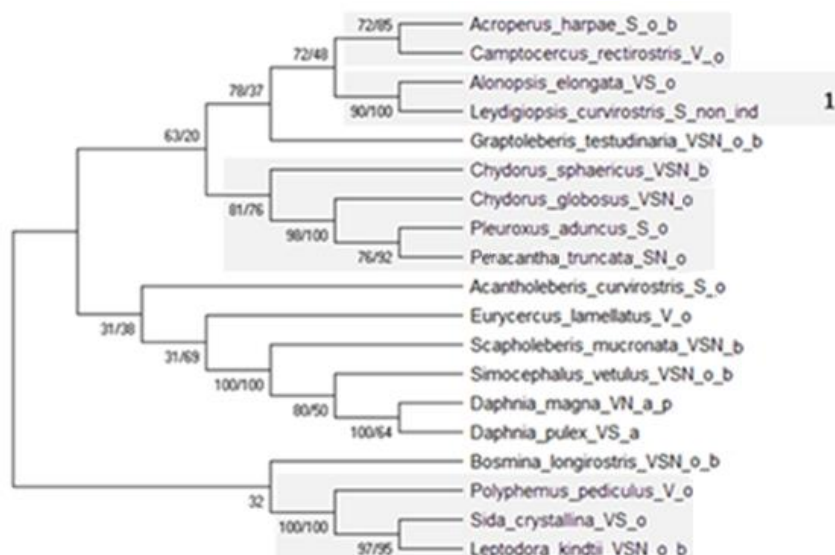 72/85
Acroperus_harpae_S_o_b
72/48
Camptocercus_rectirostris_V_o
78/37
Alonopsis_elongata_VS_o
1
90/100
Leydigiopsis_curvirostris_S_non_ind
63/20
Graptoleberis_testudinaria_VSN_o_b
Chydorus_sphaericus_VSN_b
81/76
Chydorus_globosus_VSN_o
98/100
Pleuroxus_aduncus_S_o
76/92
Peracantha_truncata_SN_o
Acantholeberis_curvirostris_S_o
31/38
Eurycercus_lamellatus_V_o
31/69
Scapholeberis_mucronata_VSN_b
100/100
Simocephalus_vetulus_VSN_o_b
80/50
Daphnia_magna_VN_a_p
100/64
Daphnia_pulex_VS_a
Bosmina_longirostris_VSN_o_b
32
Polyphemus_pediculus_V_o
100/100
Sida_crystallina_VS_o
97/95
Leptodora_kindtii_VSN_o_b